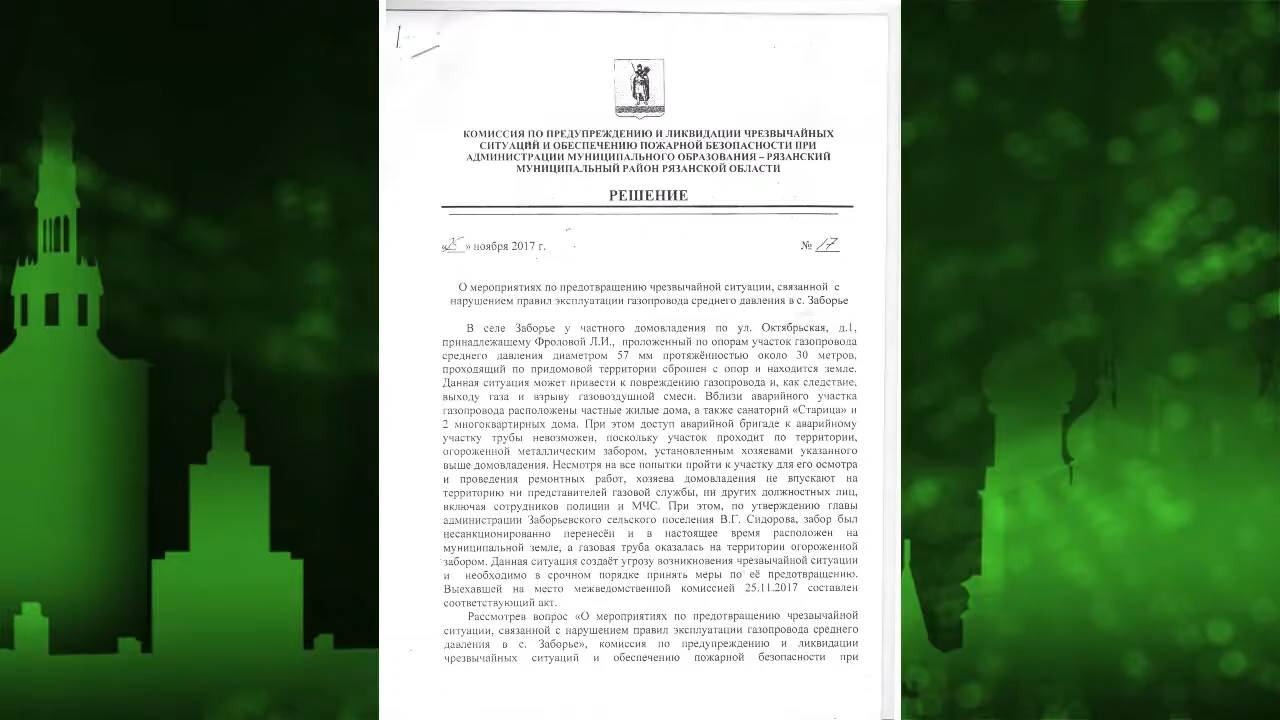 КОМИССИЯ ПО ПРЕДУПРЕЖДЕНИЮ И ЛИКВИДАЦИИ ЧРЕЗВЫЧАЙНЫХ
СИТУАЦИЙ И ОБЕСПЕЧЕНИЮ ПОЖАРНОЙ БЕЗОПАСНОСТИ ПРИ
АДМИНИСТРАЦИИ МУНИЦИПАЛЬНОГО ОБРАЗОВАНИЯ – РЯЗАНСКИЙ
МУНИЦИПАЛЬНЫЙ РАЙОН РЯЗАНСКОЙ ОБЛАСТИ
РЕШЕНИЕ
«25» ноября 2017 г. № 17
О мероприятиях по предотвращению чрезвычайной ситуации, связанной с
нарушением правил эксплуатации газопровода среднего давления в с. Заборье
В селе Заборье у частного домовладения по ул. Октябрьская, д.1,
принадлежащему Фроловой Л.И., проложенный по опорам участок газопровода
среднего давления диаметром 57 мм протяжённостью около 30 метров,
проходящий по придомовой территории сброшен с опор и находится земле.
Данная ситуация может привести к повреждению газопровода и, как следствие,
выходу газа и взрыву газовоздушной смеси. Вблизи аварийного участка
газопровода расположены частные жилые дома, а также санаторий «Старица» и
2 многоквартирных дома. При этом доступ аварийной бригаде к аварийному
участку трубы невозможен, поскольку участок проходит по территории,
огороженной металлическим забором, установленным хозяевами указанного
выше домовладения. Несмотря на все попытки пройти к участку для его осмотра
и проведения ремонтных работ, хозяева домовладения не впускают на
территорию ни представителей газовой службы, ни других должностных лиц,
включая сотрудников полиции и МЧС. При этом, по утверждению главы
администрации Заборьевского сельского поселения В.Г. Сидорова, забор был
несанкционированно перенесён и в настоящее время расположен на
муниципальной земле, а газовая труба оказалась на территории огороженной
забором. Данная ситуация создаёт угрозу возникновения чрезвычайной ситуации
и необходимо в срочном порядке принять меры по её предотвращению.
Выехавшей на место межведомственной комиссией 25.11.2017 составлен
соответствующий акт.
Рассмотрев вопрос «О мероприятиях по предотвращению чрезвычайной
ситуации, связанной с нарушением правил эксплуатации газопровода среднего
давления в с. Заборье», комиссия по предупреждению и ликвидации
чрезвычайных ситуаций и обеспечению пожарной безопасности при